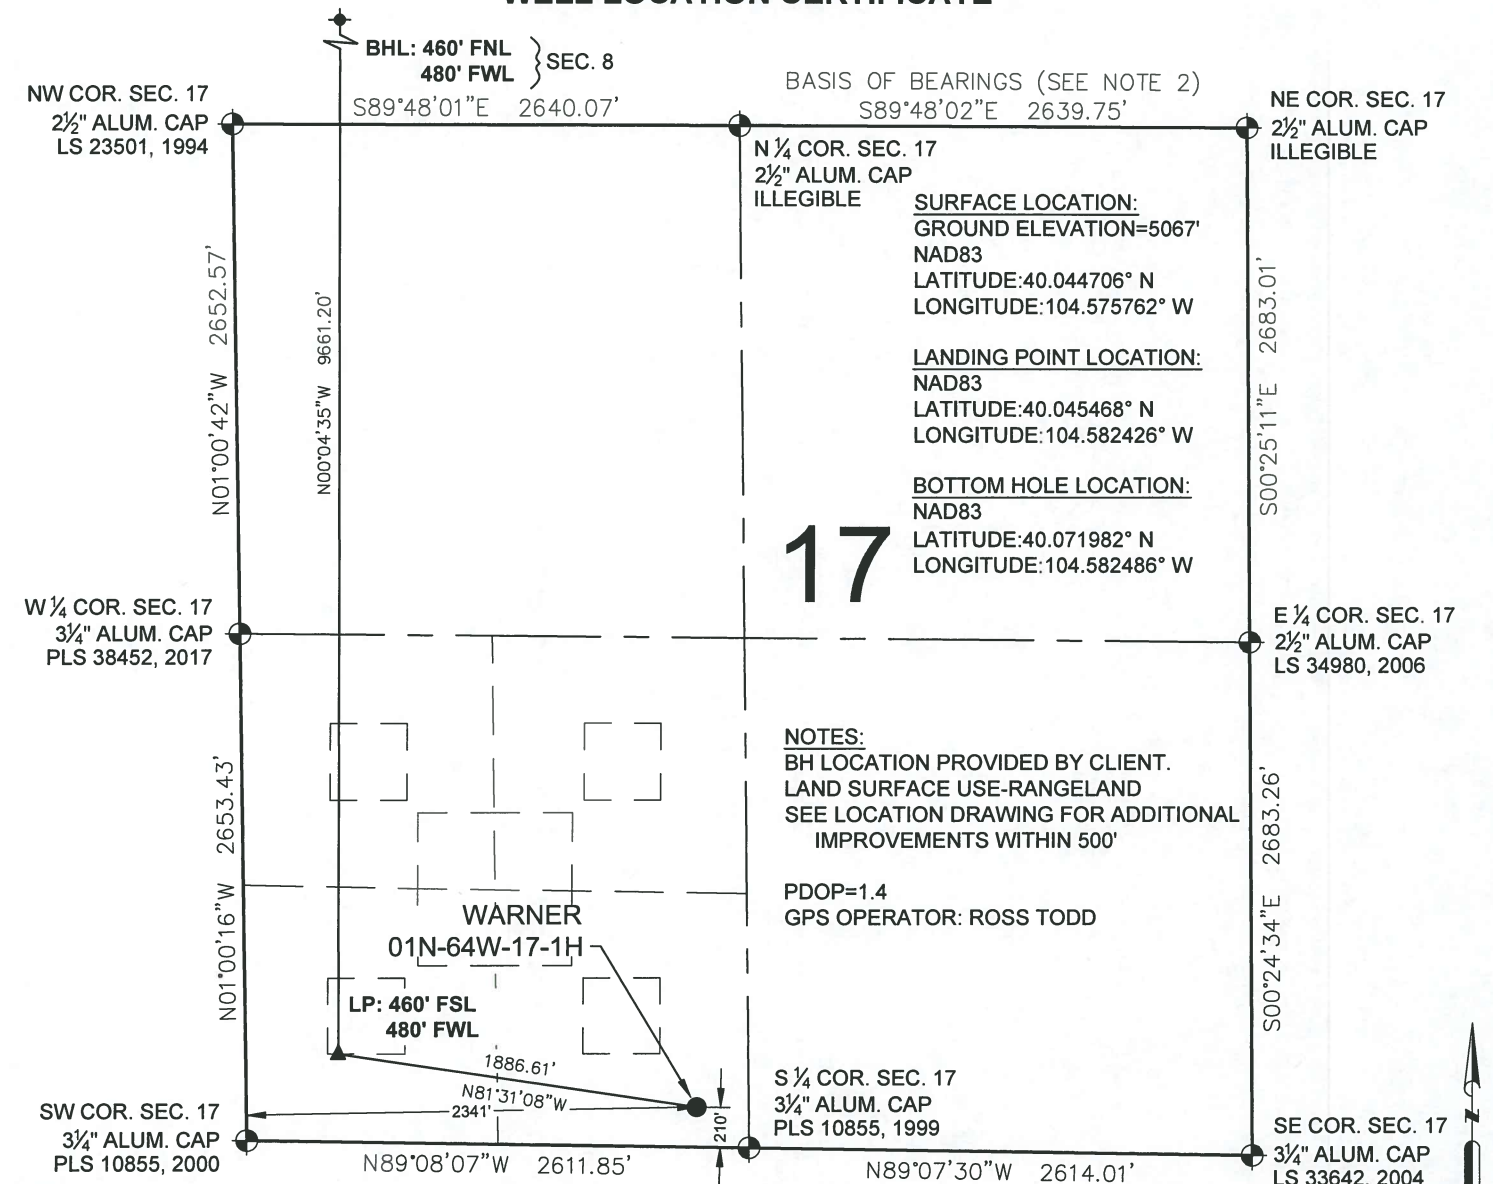 WELL LOCATION CERTIFICATE
BHL: 460' FNL
480' FWL
SEC. 8
BASIS OF BEARINGS (SEE NOTE 2)
S89°48'01"E 2640.07'
S89°48'02"E 2639.75'
NW COR. SEC. 17
2½" ALUM. CAP
LS 23501, 1994
N ¼ COR. SEC. 17
2½" ALUM. CAP
ILLEGIBLE
NE COR. SEC. 17
2½" ALUM. CAP
ILLEGIBLE
SURFACE LOCATION:
GROUND ELEVATION=5067'
NAD83
LATITUDE:40.044706° N
LONGITUDE:104.575762° W
LANDING POINT LOCATION:
NAD83
LATITUDE:40.045468° N
LONGITUDE:104.582426° W
BOTTOM HOLE LOCATION:
NAD83
LATITUDE:40.071982° N
LONGITUDE:104.582486° W
N01°00'42"W 2652.57'
N00°04'35"W 9661.20'
S00°25'11"E 2683.01'
17
W ¼ COR. SEC. 17
3¼" ALUM. CAP
PLS 38452, 2017
E ¼ COR. SEC. 17
2½" ALUM. CAP
LS 34980, 2006
NOTES:
BH LOCATION PROVIDED BY CLIENT.
LAND SURFACE USE-RANGELAND
SEE LOCATION DRAWING FOR ADDITIONAL
IMPROVEMENTS WITHIN 500'
PDOP=1.4
GPS OPERATOR: ROSS TODD
N01°00'16"W 2653.43'
S00°24'34"E 2683.26'
WARNER
01N-64W-17-1H
LP: 460' FSL
480' FWL
1886.61'
N81°31'08"W
2341'
210'
SW COR. SEC. 17
3¼" ALUM. CAP
PLS 10855, 2000
S ¼ COR. SEC. 17
3¼" ALUM. CAP
PLS 10855, 1999
SE COR. SEC. 17
3¼" ALUM. CAP
LS 33642, 2004
N89°08'07"W 2611.85'
N89°07'30"W 2614.01'
N